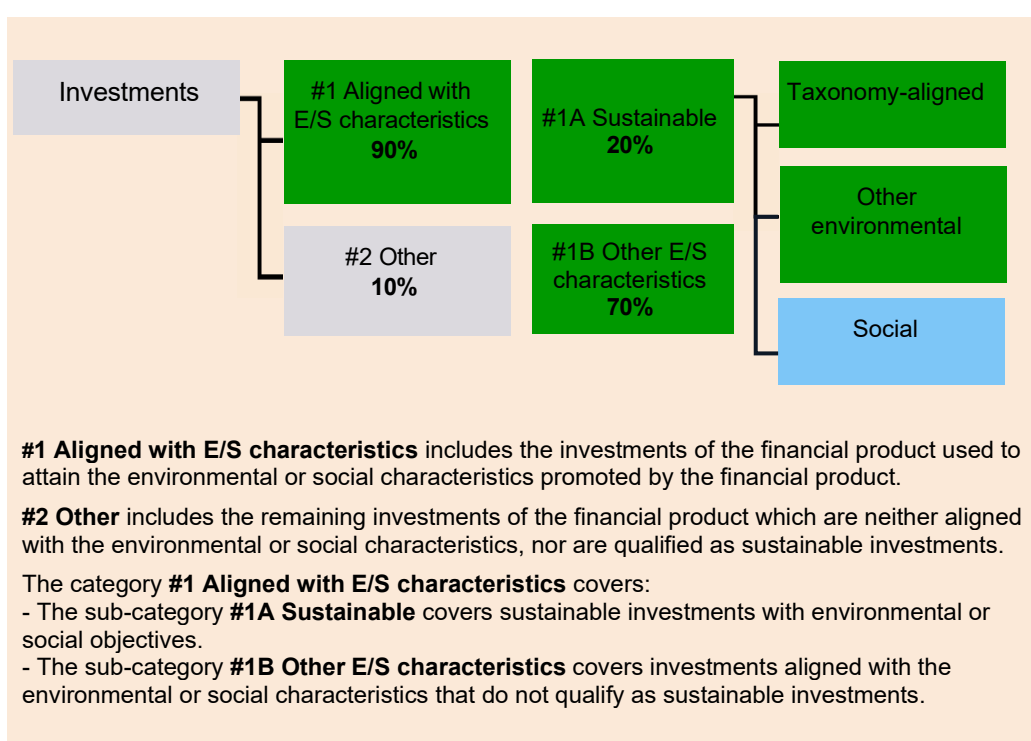 Investments
#1 Aligned with
E/S characteristics
90%
#2 Other
10%
#1A Sustainable
20%
#1B Other E/S
characteristics
70%
Taxonomy-aligned
Other
environmental
Social
#1 Aligned with E/S characteristics includes the investments of the financial product used to
attain the environmental or social characteristics promoted by the financial product.
#2 Other includes the remaining investments of the financial product which are neither aligned
with the environmental or social characteristics, nor are qualified as sustainable investments.
The category #1 Aligned with E/S characteristics covers:
- The sub-category #1A Sustainable covers sustainable investments with environmental or
social objectives.
- The sub-category #1B Other E/S characteristics covers investments aligned with the
environmental or social characteristics that do not qualify as sustainable investments.